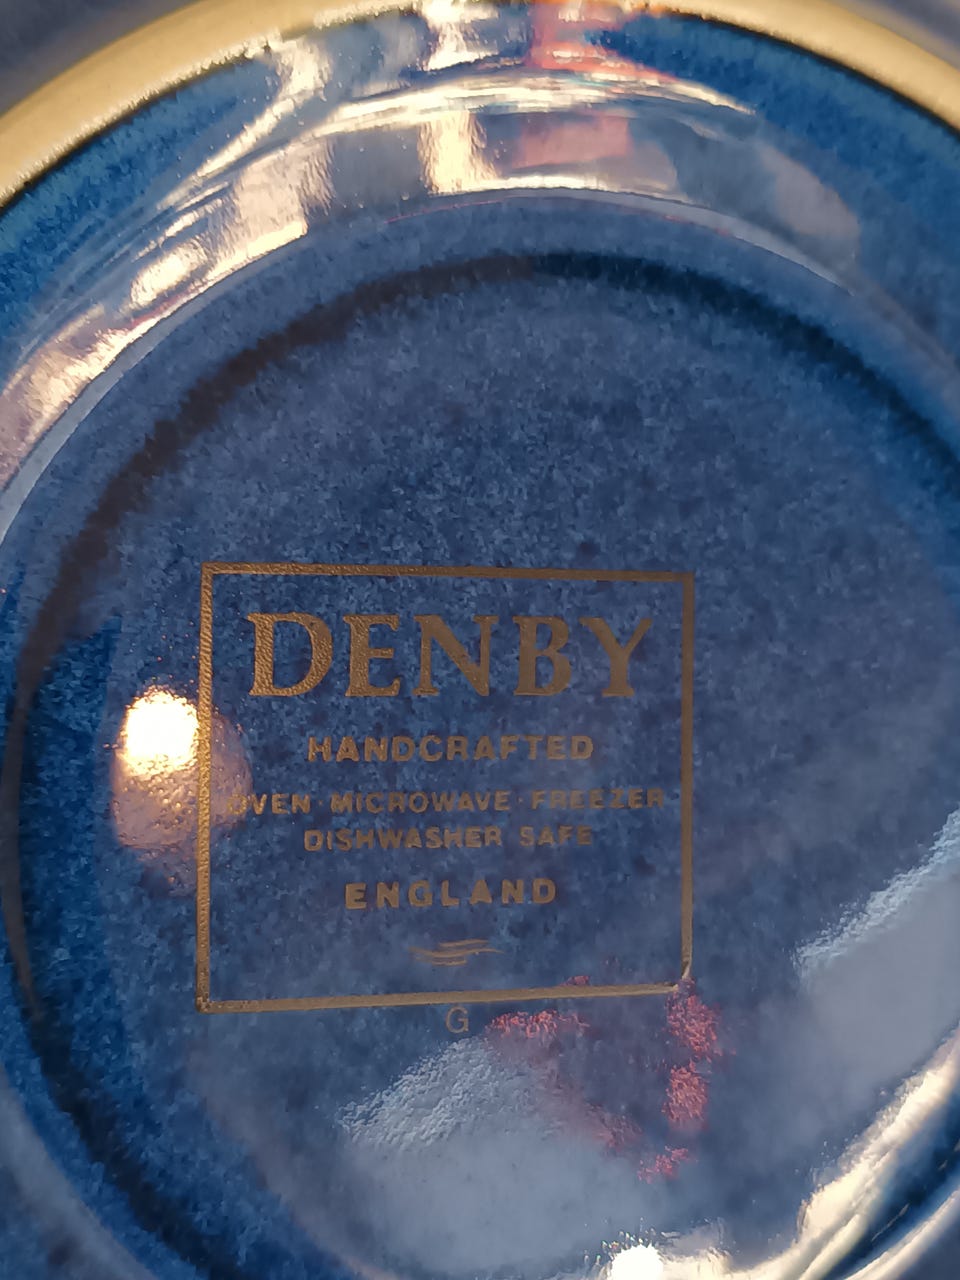 DENBY
HANDCRAFTED
OVEN · MICROWAVE · FREEZER
DISHWASHER SAFE
ENGLAND
G